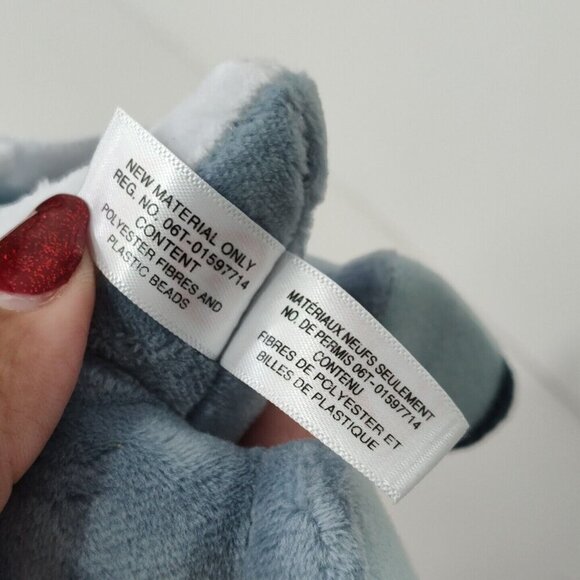 NEW MATERIAL ONLY
REG. NO. 06T-01597714
CONTENT
POLYESTER FIBRES AND
PLASTIC BEADS
MATÉRIAUX NEUFS SEULEMENT
NO. DE PERMIS 06T-01597714
CONTENU
FIBRES DE POLYESTER ET
BILLES DE PLASTIQUE